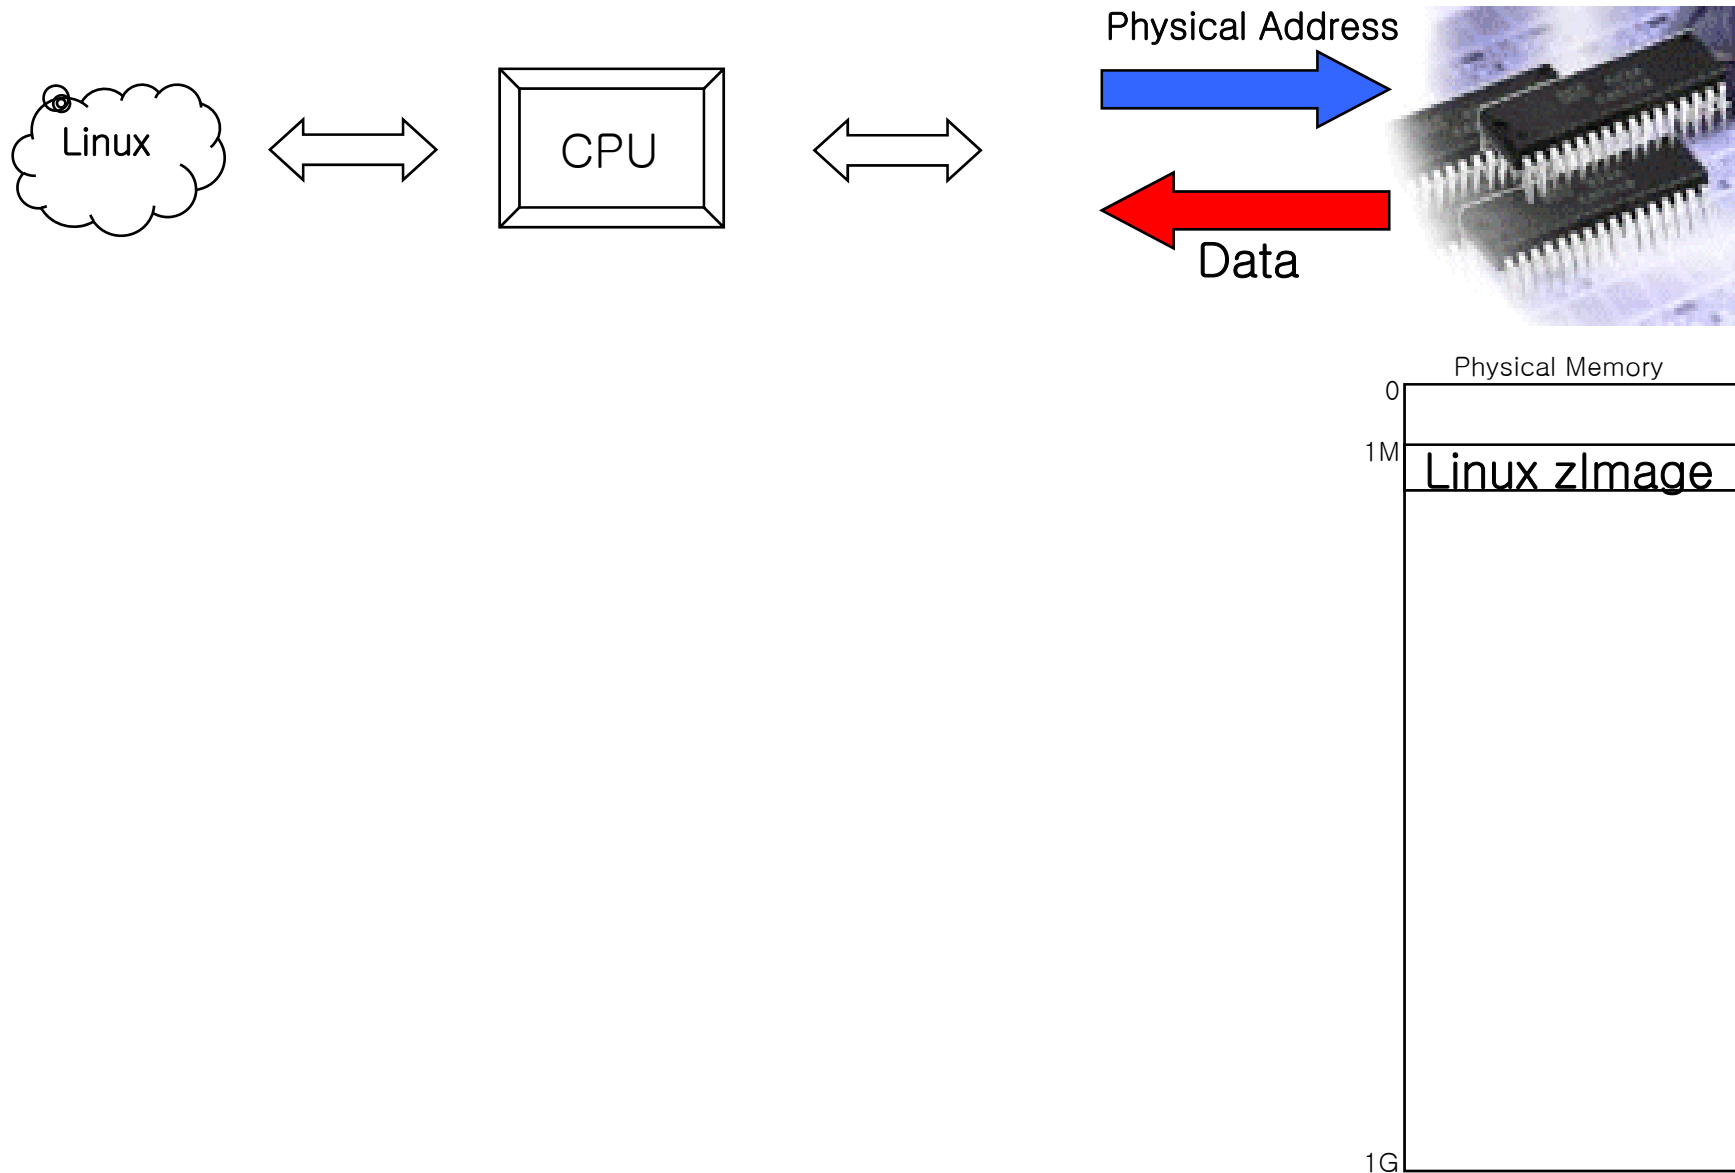 Physical Address
Linux
CPU
Data
Physical Memory
0
1M
Linux zImage
1G